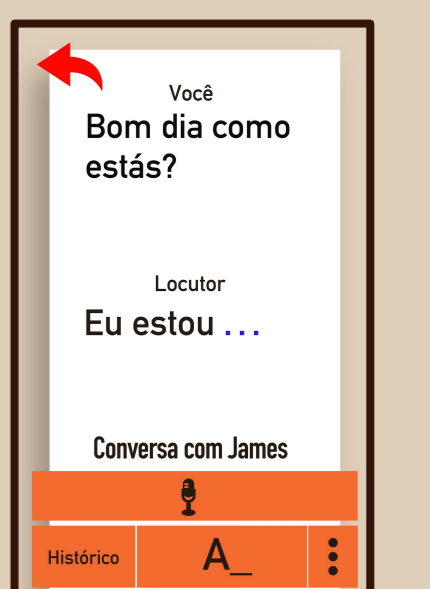 Você
Bom dia como
estás?
Locutor
Eu estou ...
Conversa com James
Histórico
A_